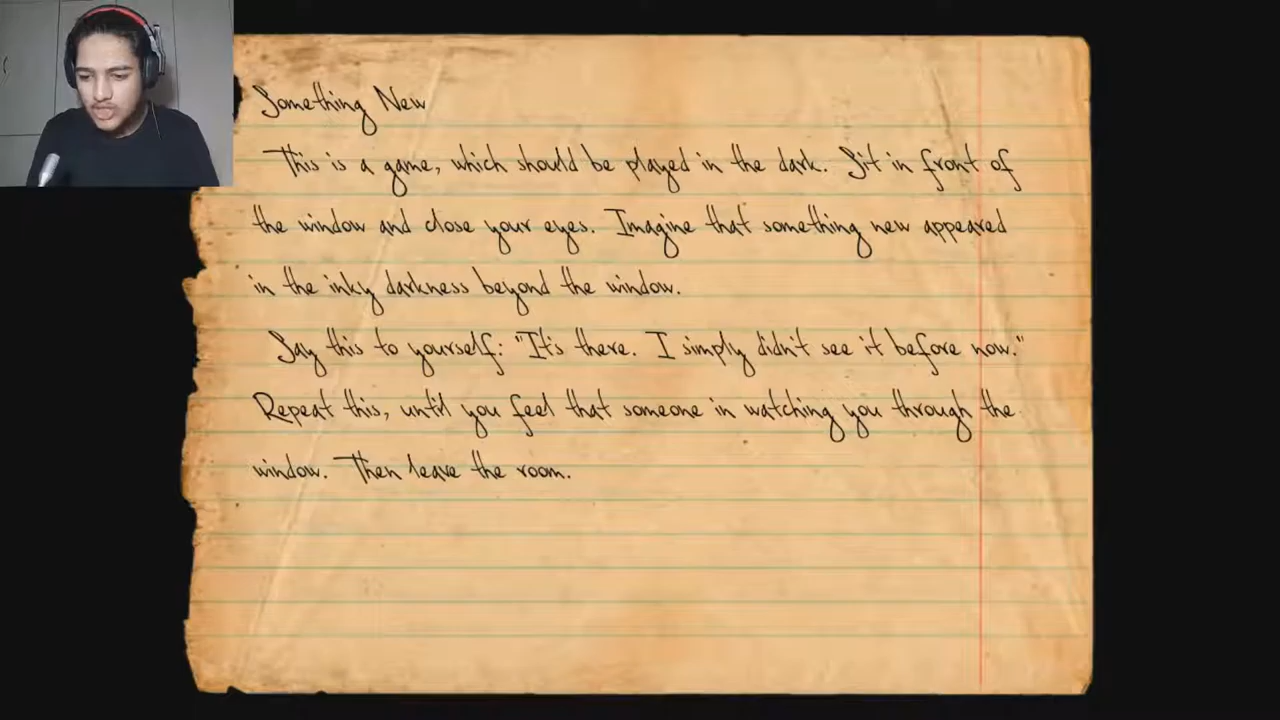 Something New
This is a game, which should be played in the dark. Sit in front of
the window and close your eyes. Imagine that something new appeared
in the inky darkness beyond the window.
Say this to yourself: "It's there. I simply didn't see it before now."
Repeat this, until you feel that someone in watching you through the
window. Then leave the room.